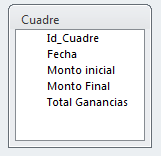 Cuadre
Id_Cuadre
Fecha
Monto inicial
Monto Final
Total Ganancias